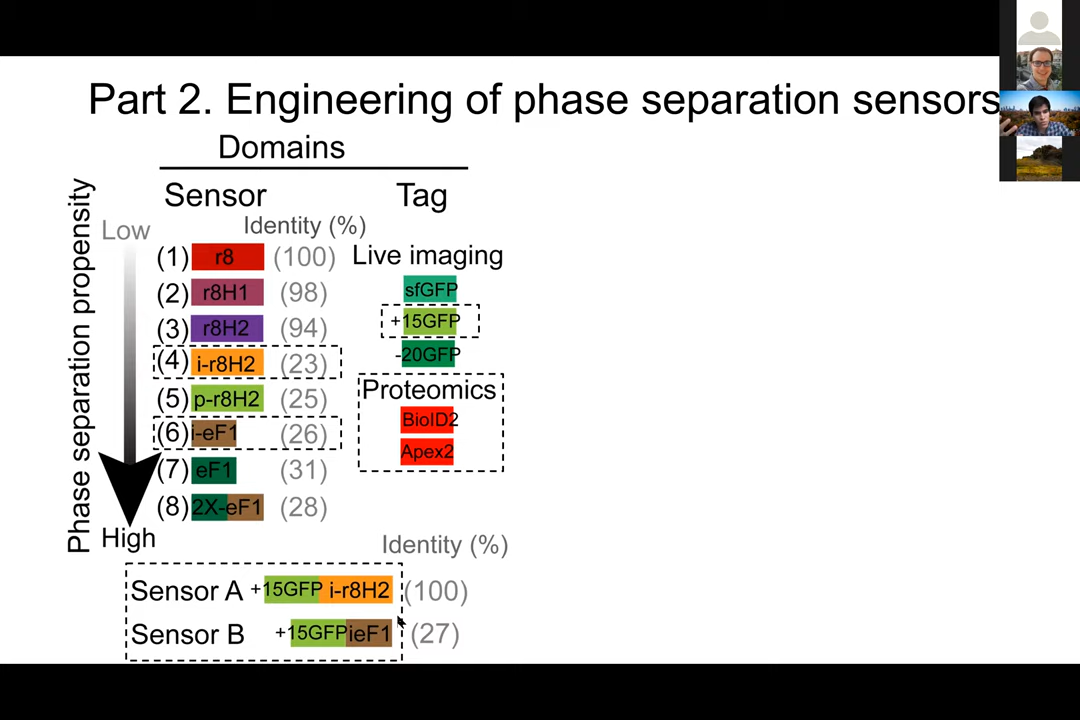 Part 2. Engineering of phase separation sensors
Domains
Sensor
Tag
Phase separation propensity
Low
High
Identity (%)
(1) r8 (100)
(2) r8H1 (98)
(3) r8H2 (94)
(4) i-r8H2 (23)
(5) p-r8H2 (25)
(6) i-eF1 (26)
(7) eF1 (31)
(8) 2X-eF1 (28)
Live imaging
sfGFP
+15GFP
-20GFP
Proteomics
BioID2
Apex2
Identity (%)
Sensor A +15GFP i-r8H2 (100)
Sensor B +15GFPieF1 (27)